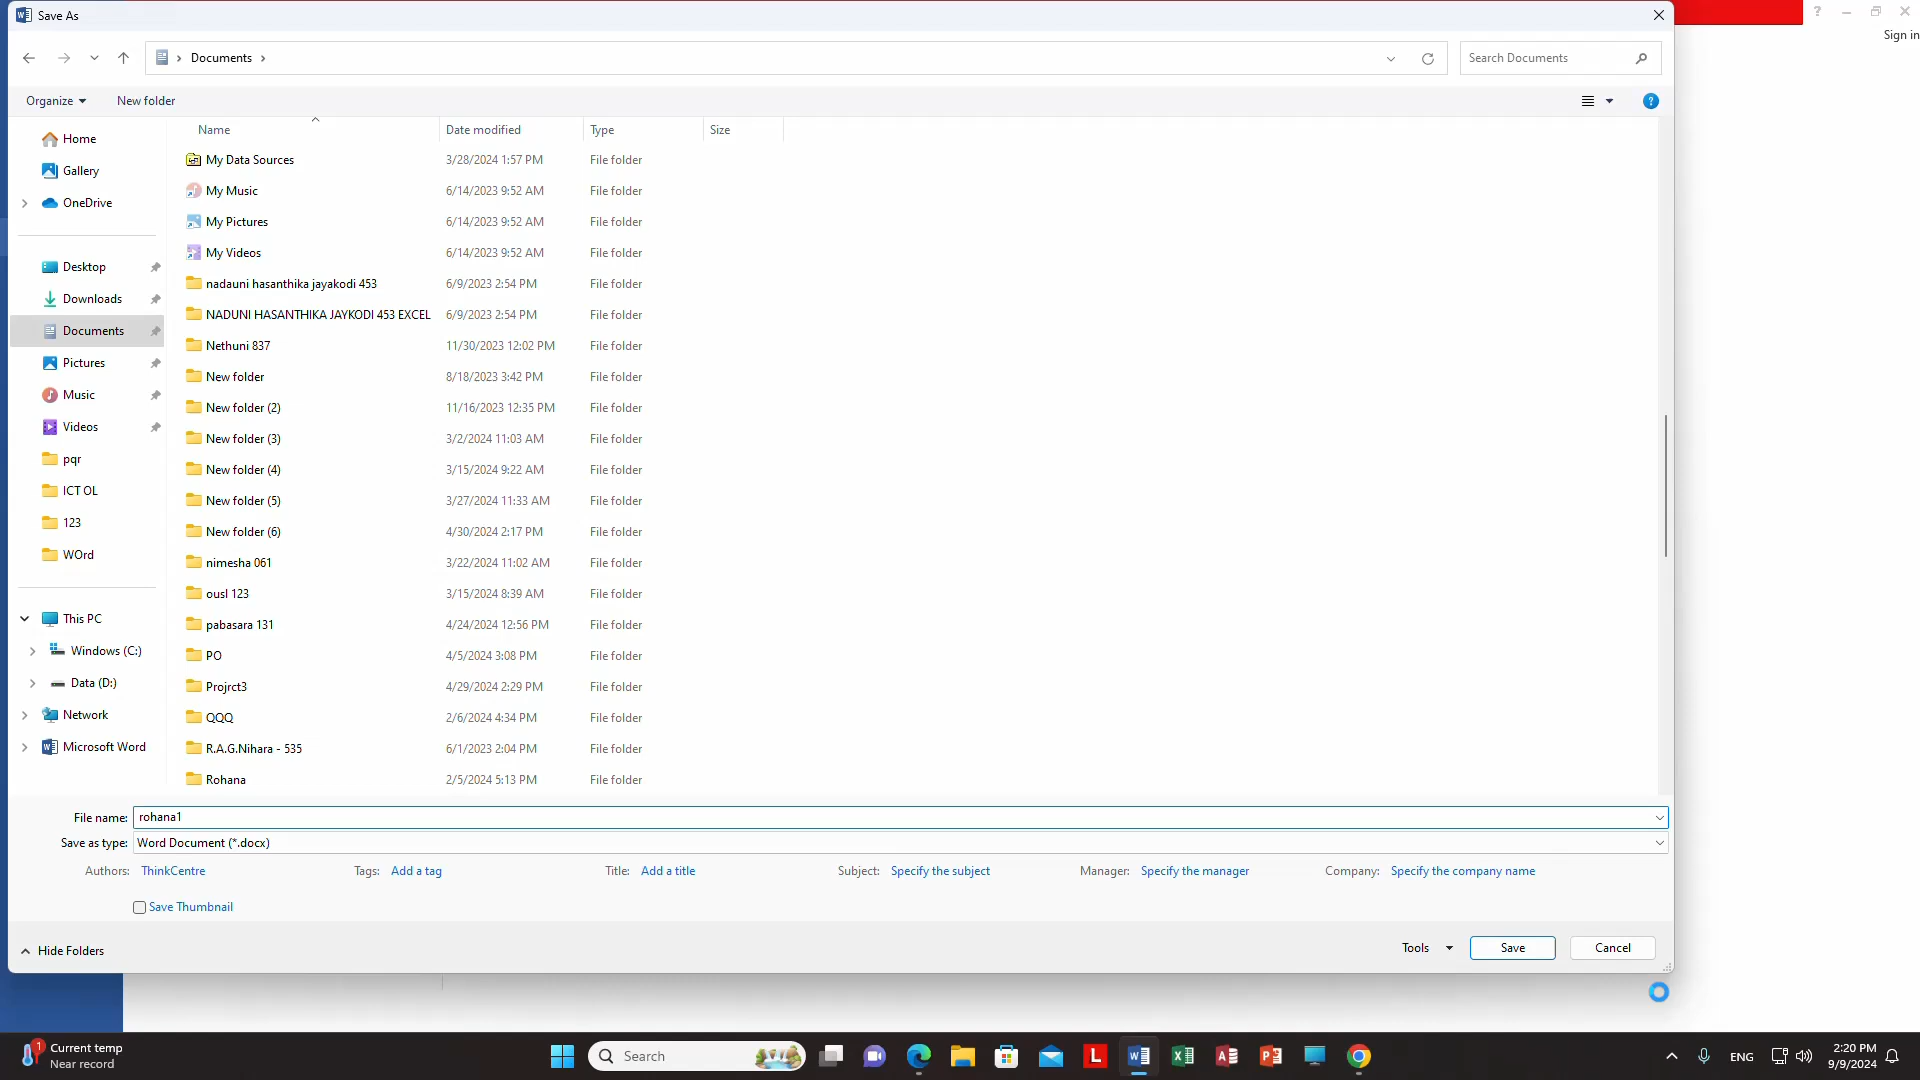 Save As
Sign in
Documents
Search Documents
Organize
New folder
Name Date modified Type Size
Home
Gallery
OneDrive
Desktop
Downloads
Documents
Pictures
Music
Videos
pqr
ICT OL
123
WOrd
This PC
Windows (C:)
Data (D:)
Network
Microsoft Word
My Data Sources 3/28/2024 1:57 PM File folder
My Music 6/14/2023 9:52 AM File folder
My Pictures 6/14/2023 9:52 AM File folder
My Videos 6/14/2023 9:52 AM File folder
nadauni hasanthika jayakodi 453 6/9/2023 2:54 PM File folder
NADUNI HASANTHIKA JAYKODI 453 EXCEL 6/9/2023 2:54 PM File folder
Nethuni 837 11/30/2023 12:02 PM File folder
New folder 8/18/2023 3:42 PM File folder
New folder (2) 11/16/2023 12:35 PM File folder
New folder (3) 3/2/2024 11:03 AM File folder
New folder (4) 3/15/2024 9:22 AM File folder
New folder (5) 3/27/2024 11:33 AM File folder
New folder (6) 4/30/2024 2:17 PM File folder
nimesha 061 3/22/2024 11:02 AM File folder
ousl 123 3/15/2024 8:39 AM File folder
pabasara 131 4/24/2024 12:56 PM File folder
PO 4/5/2024 3:08 PM File folder
Projrct3 4/29/2024 2:29 PM File folder
QQQ 2/6/2024 4:34 PM File folder
R.A.G.Nihara - 535 6/1/2023 2:04 PM File folder
Rohana 2/5/2024 5:13 PM File folder
File name: rohana1
Save as type: Word Document (*.docx)
Authors: ThinkCentre Tags: Add a tag Title: Add a title Subject: Specify the subject Manager: Specify the manager Company: Specify the company name
Save Thumbnail
Hide Folders Tools Save Cancel
1
Current temp
Near record
Search
L
ENG
2:20 PM
9/9/2024